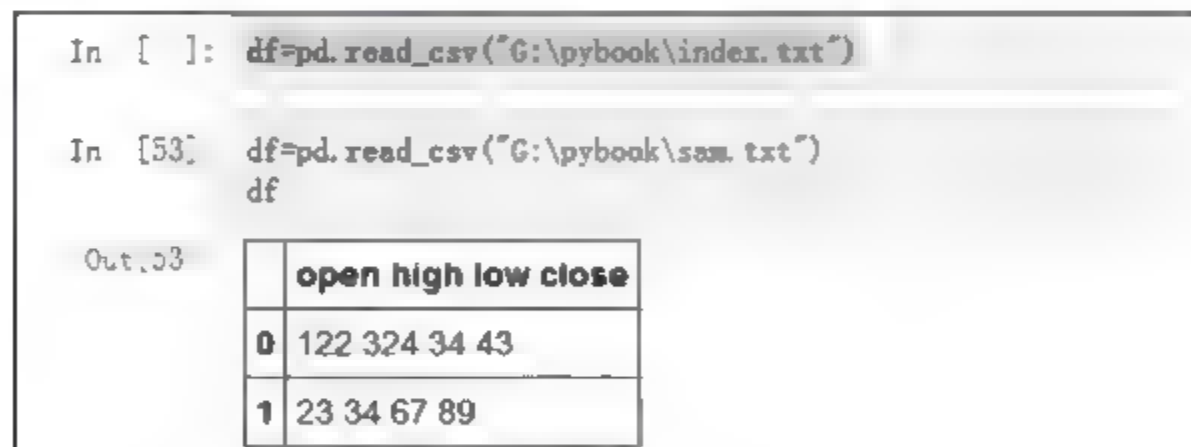 In [ ]: df=pd.read_csv("G:\pybook\index.txt")
In [53] df=pd.read_csv("G:\pybook\sam.txt")
df
Out.53
open high low close
0 122 324 34 43
1 23 34 67 89